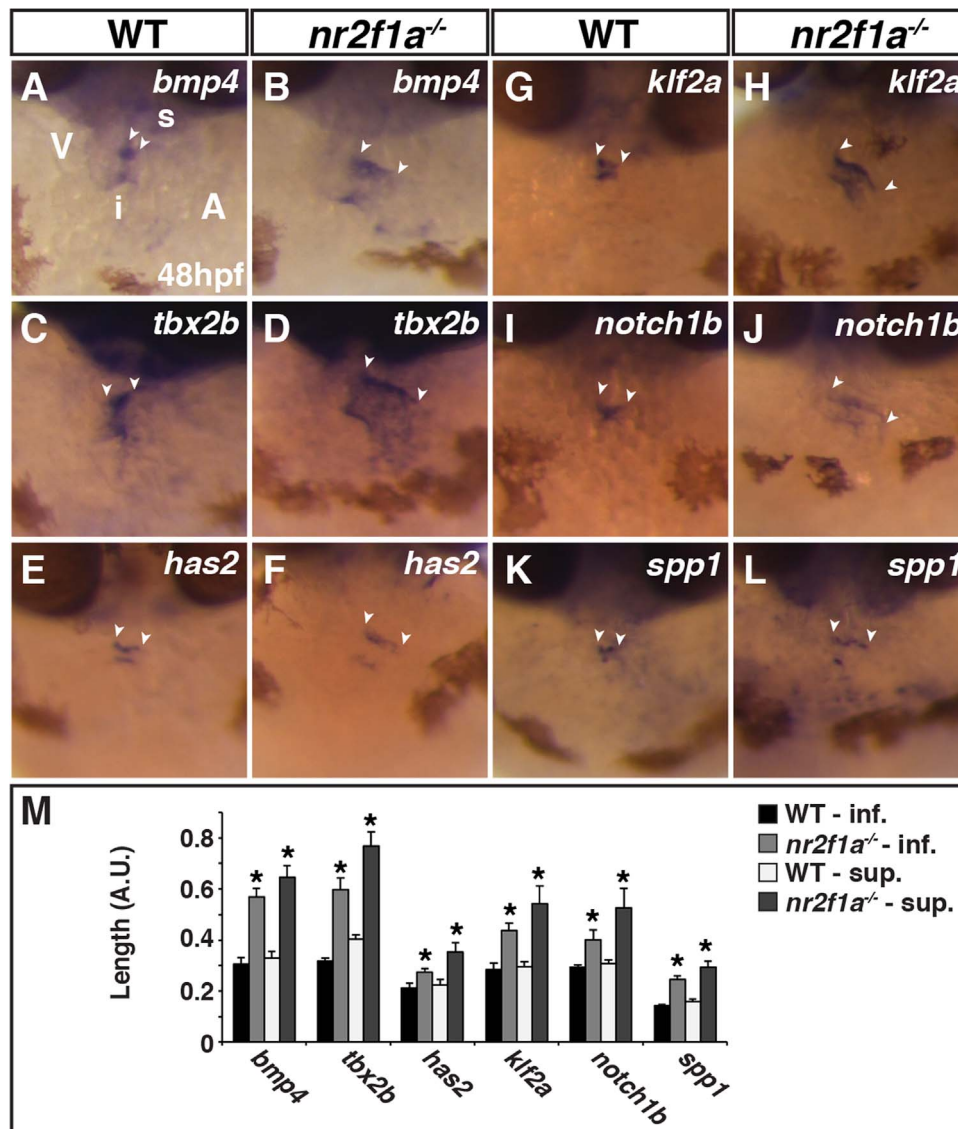 WT nr2f1a-/- WT nr2f1a-/-
A bmp4 B bmp4 G klf2a H klf2a
s
V
i A
48hpf
C tbx2b D tbx2b I notch1b J notch1b
E has2 F has2 K spp1 L spp1
M
WT - inf.
nr2f1a-/- - inf.
WT - sup.
nr2f1a-/- - sup.
Length (A.U.)
0.8
0.6
0.4
0.2
0
* * * * * * * * * * * *
bmp4 tbx2b has2 klf2a notch1b spp1